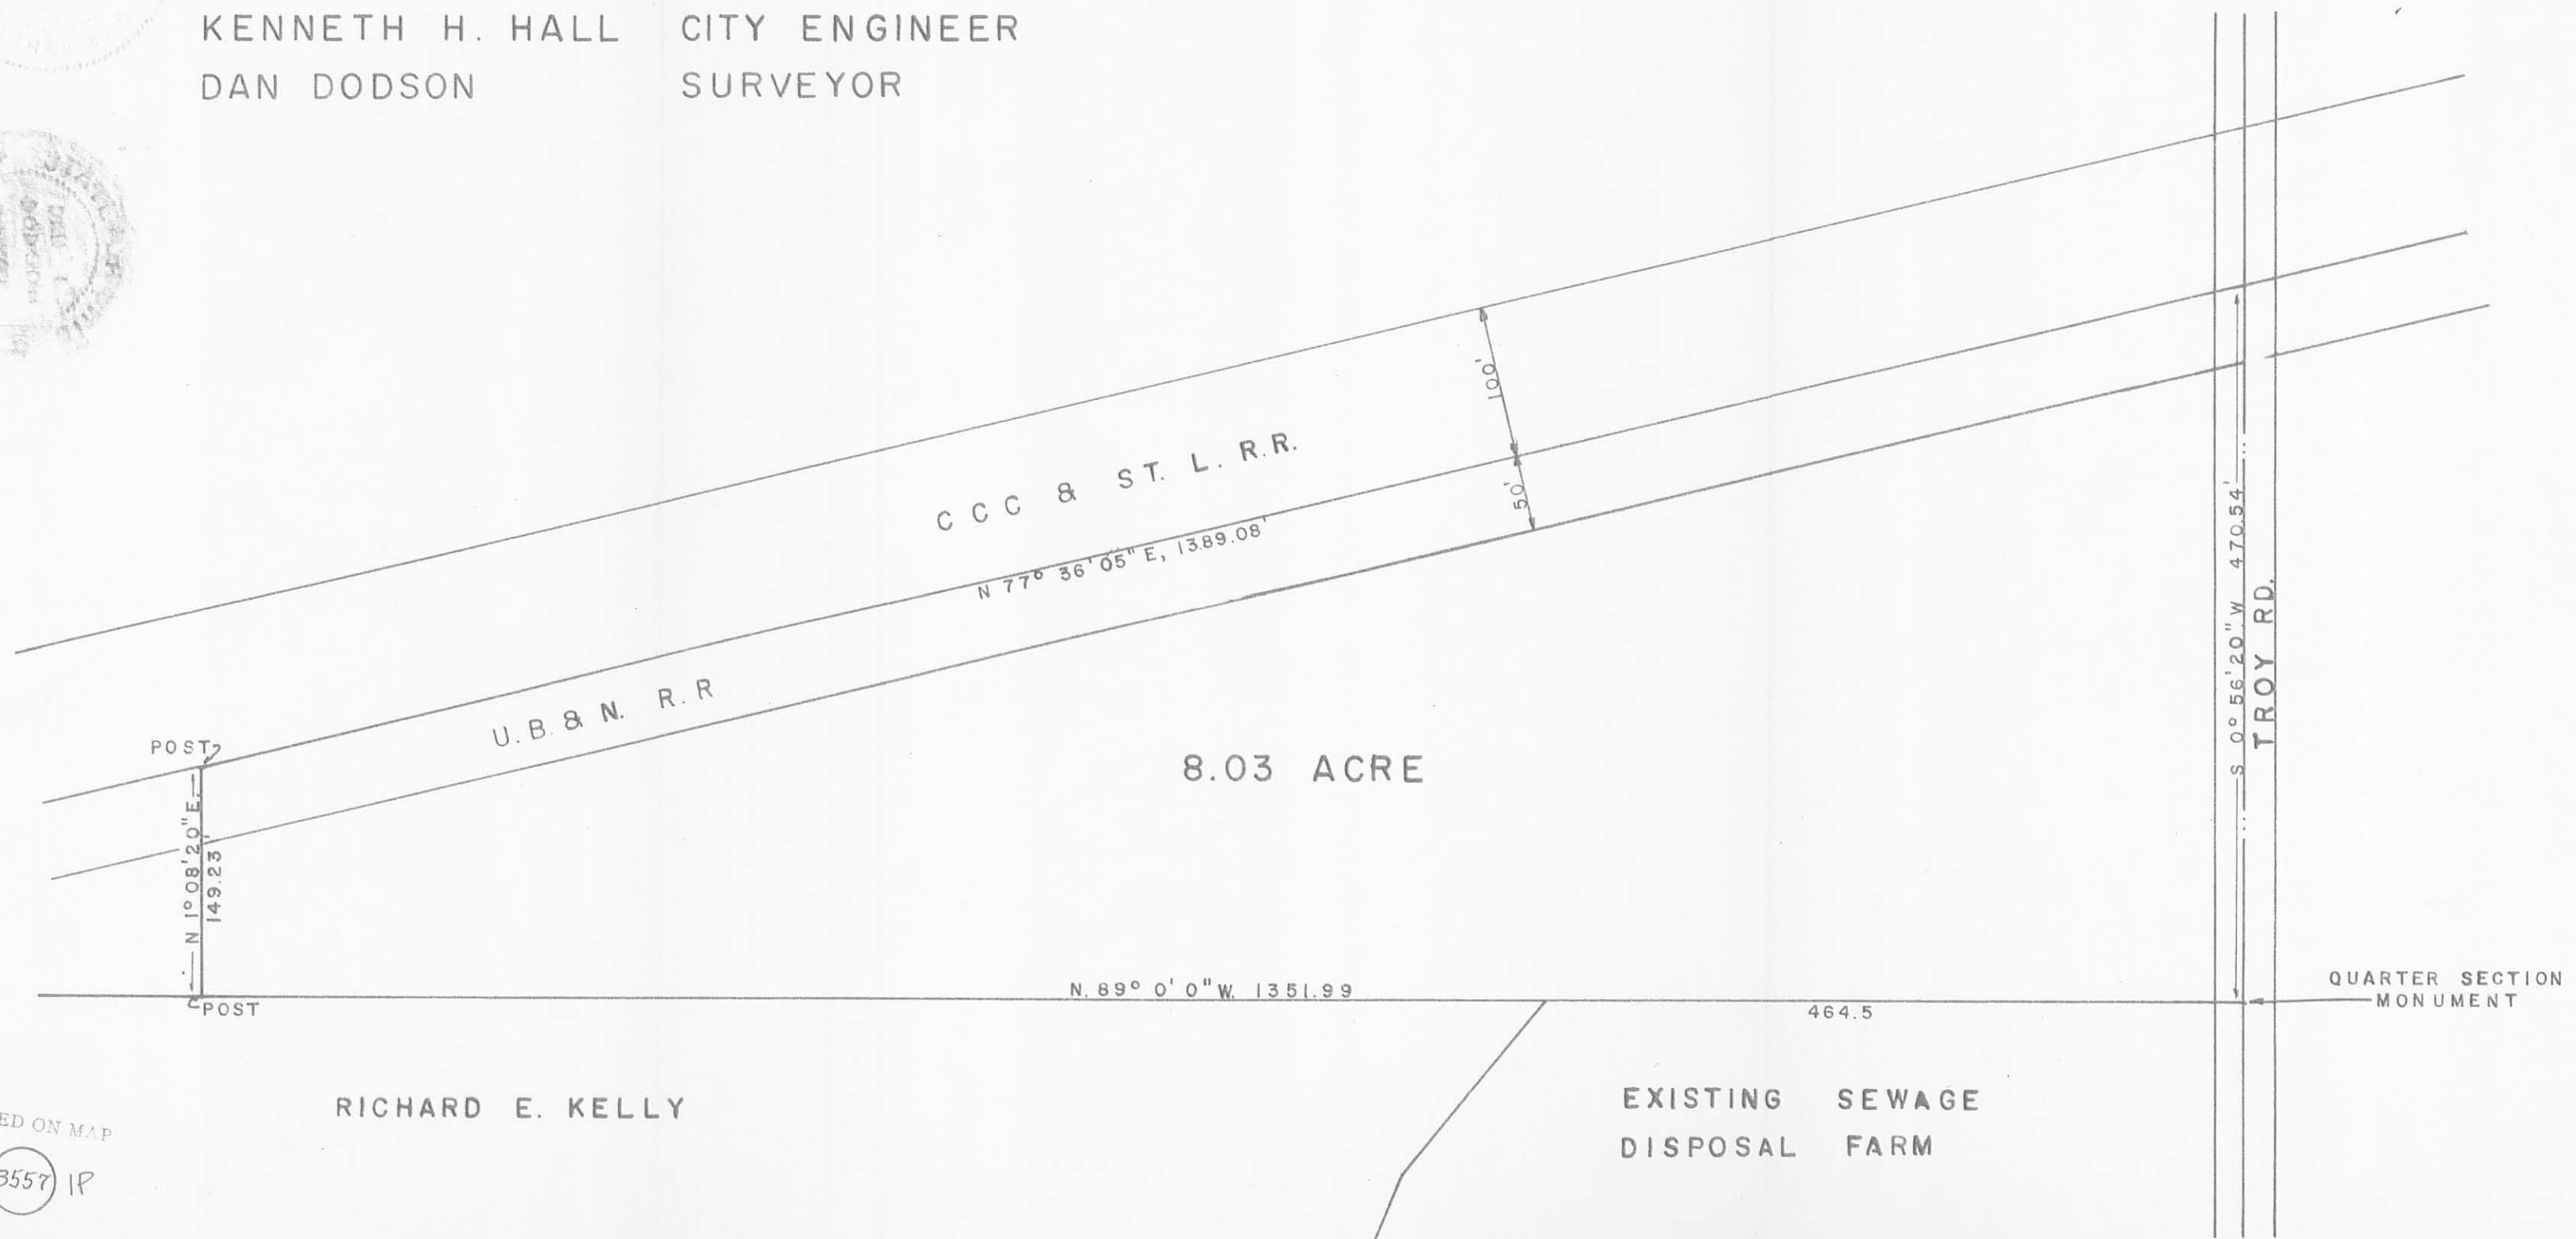 KENNETH H. HALL CITY ENGINEER
DAN DODSON SURVEYOR
100'
CCC & ST. L. R.R.
50'
N 77° 36' 05" E, 1389.08'
U.B. & N. R.R
S 0° 56' 20" W 470.54'
TROY RD.
POST
8.03 ACRE
N 1° 08' 20" E.
149.23'
N. 89° 0' 0" W. 1351.99
QUARTER SECTION
MONUMENT
POST
464.5
RICHARD E. KELLY
EXISTING SEWAGE
DISPOSAL FARM
ON MAP
3557 1P